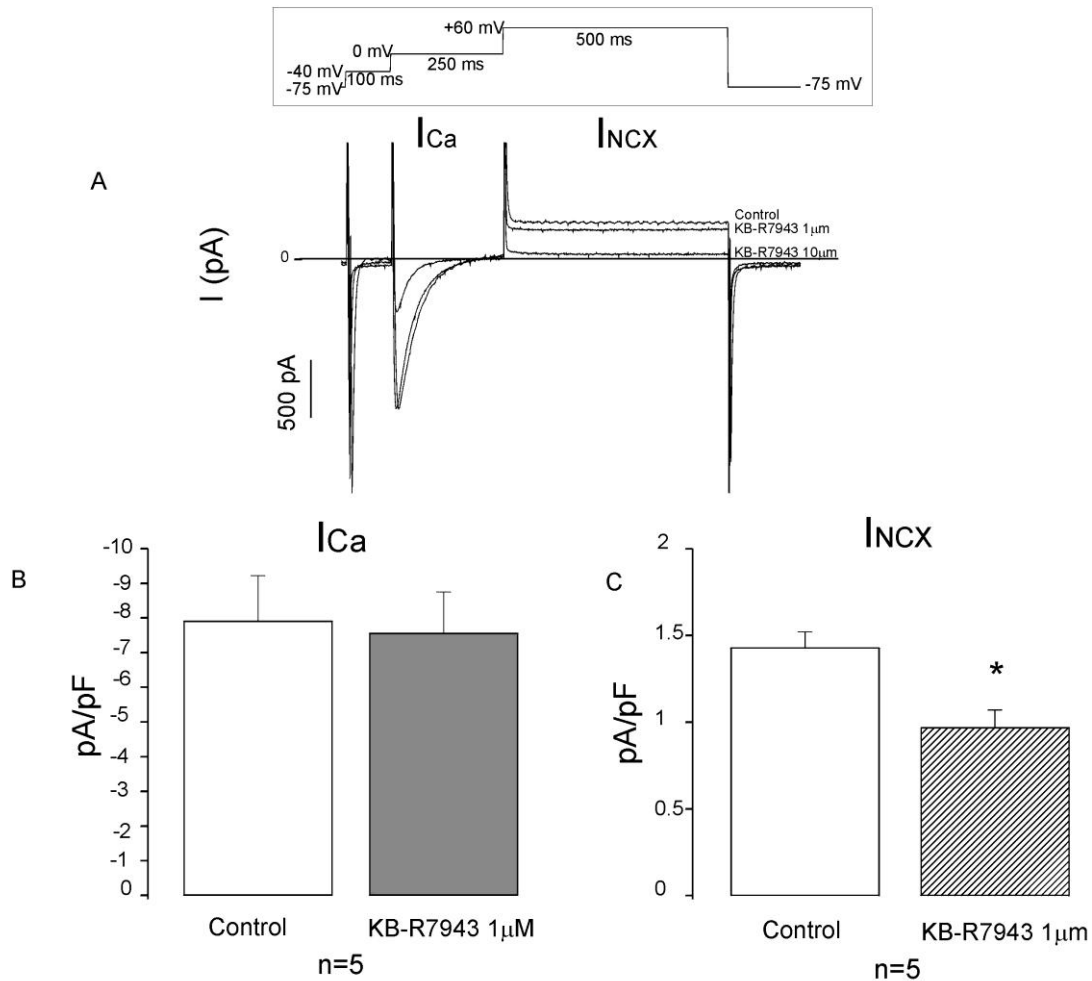 +60 mV
500 ms
0 mV
250 ms
-40 mV
100 ms
-75 mV
-75 mV
ICa
INCX
A
Control
KB-R7943 1μm
KB-R7943 10μm
0
I (pA)
500 pA
ICa
B
-10
-9
-8
-7
-6
-5
-4
-3
-2
-1
0
pA/pF
Control
KB-R7943 1μM
n=5
INCX
C
2
1.5
1
0.5
0
pA/pF
*
Control
KB-R7943 1μm
n=5